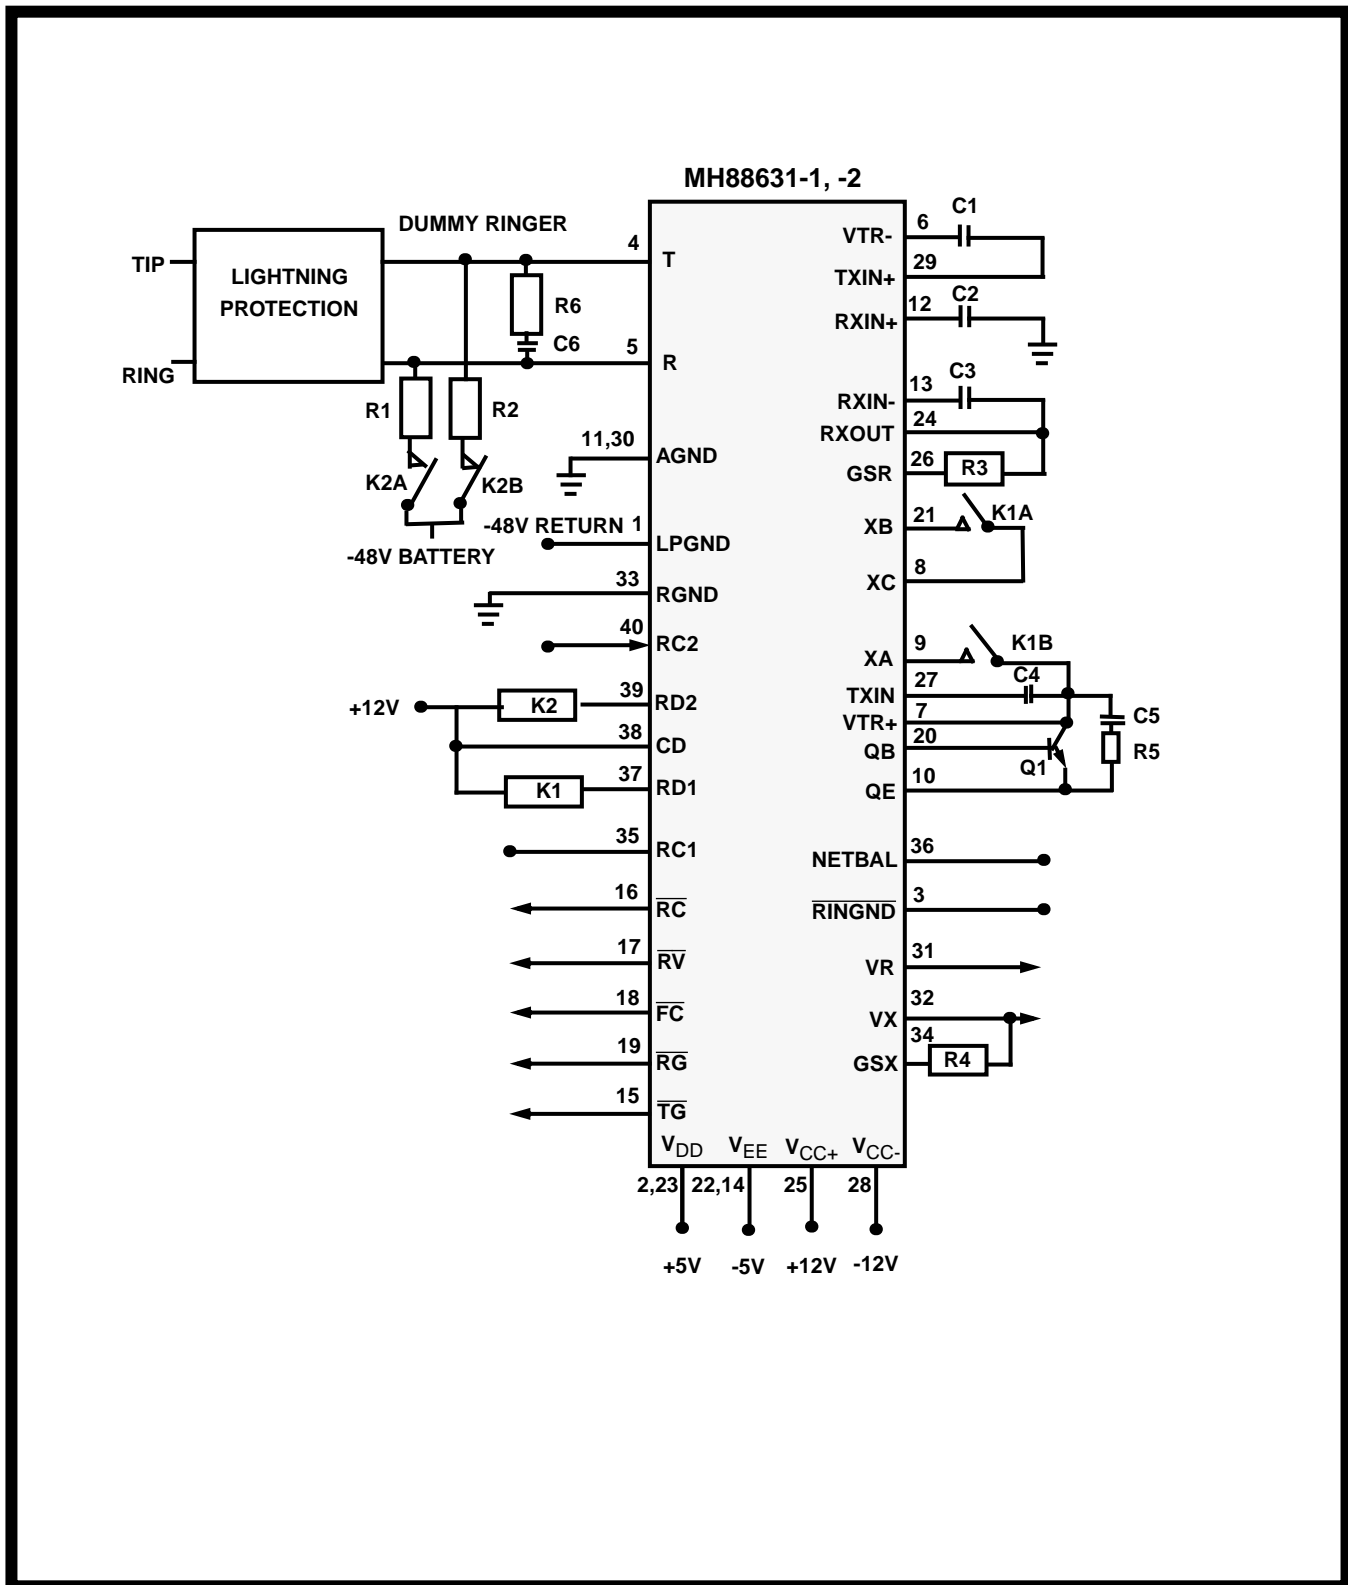 MH88631-1, -2
DUMMY RINGER
TIP
RING
LIGHTNING
PROTECTION
R6
C6
R1
R2
K2A
K2B
-48V BATTERY
4
T
5
R
11,30
AGND
-48V RETURN
1
LPGND
33
RGND
40
RC2
+12V
K2
39
RD2
38
CD
K1
37
RD1
35
RC1
16
RC
17
RV
18
FC
19
RG
15
TG
VTR-
6
C1
TXIN+
29
RXIN+
12
C2
RXIN-
13
C3
RXOUT
24
GSR
26
R3
XB
21
K1A
XC
8
XA
9
K1B
TXIN
27
C4
VTR+
7
C5
QB
20
Q1
R5
QE
10
NETBAL
36
RINGND
3
VR
31
VX
32
GSX
34
R4
VDD
VEE
VCC+
VCC-
2,23
22,14
25
28
+5V
-5V
+12V
-12V